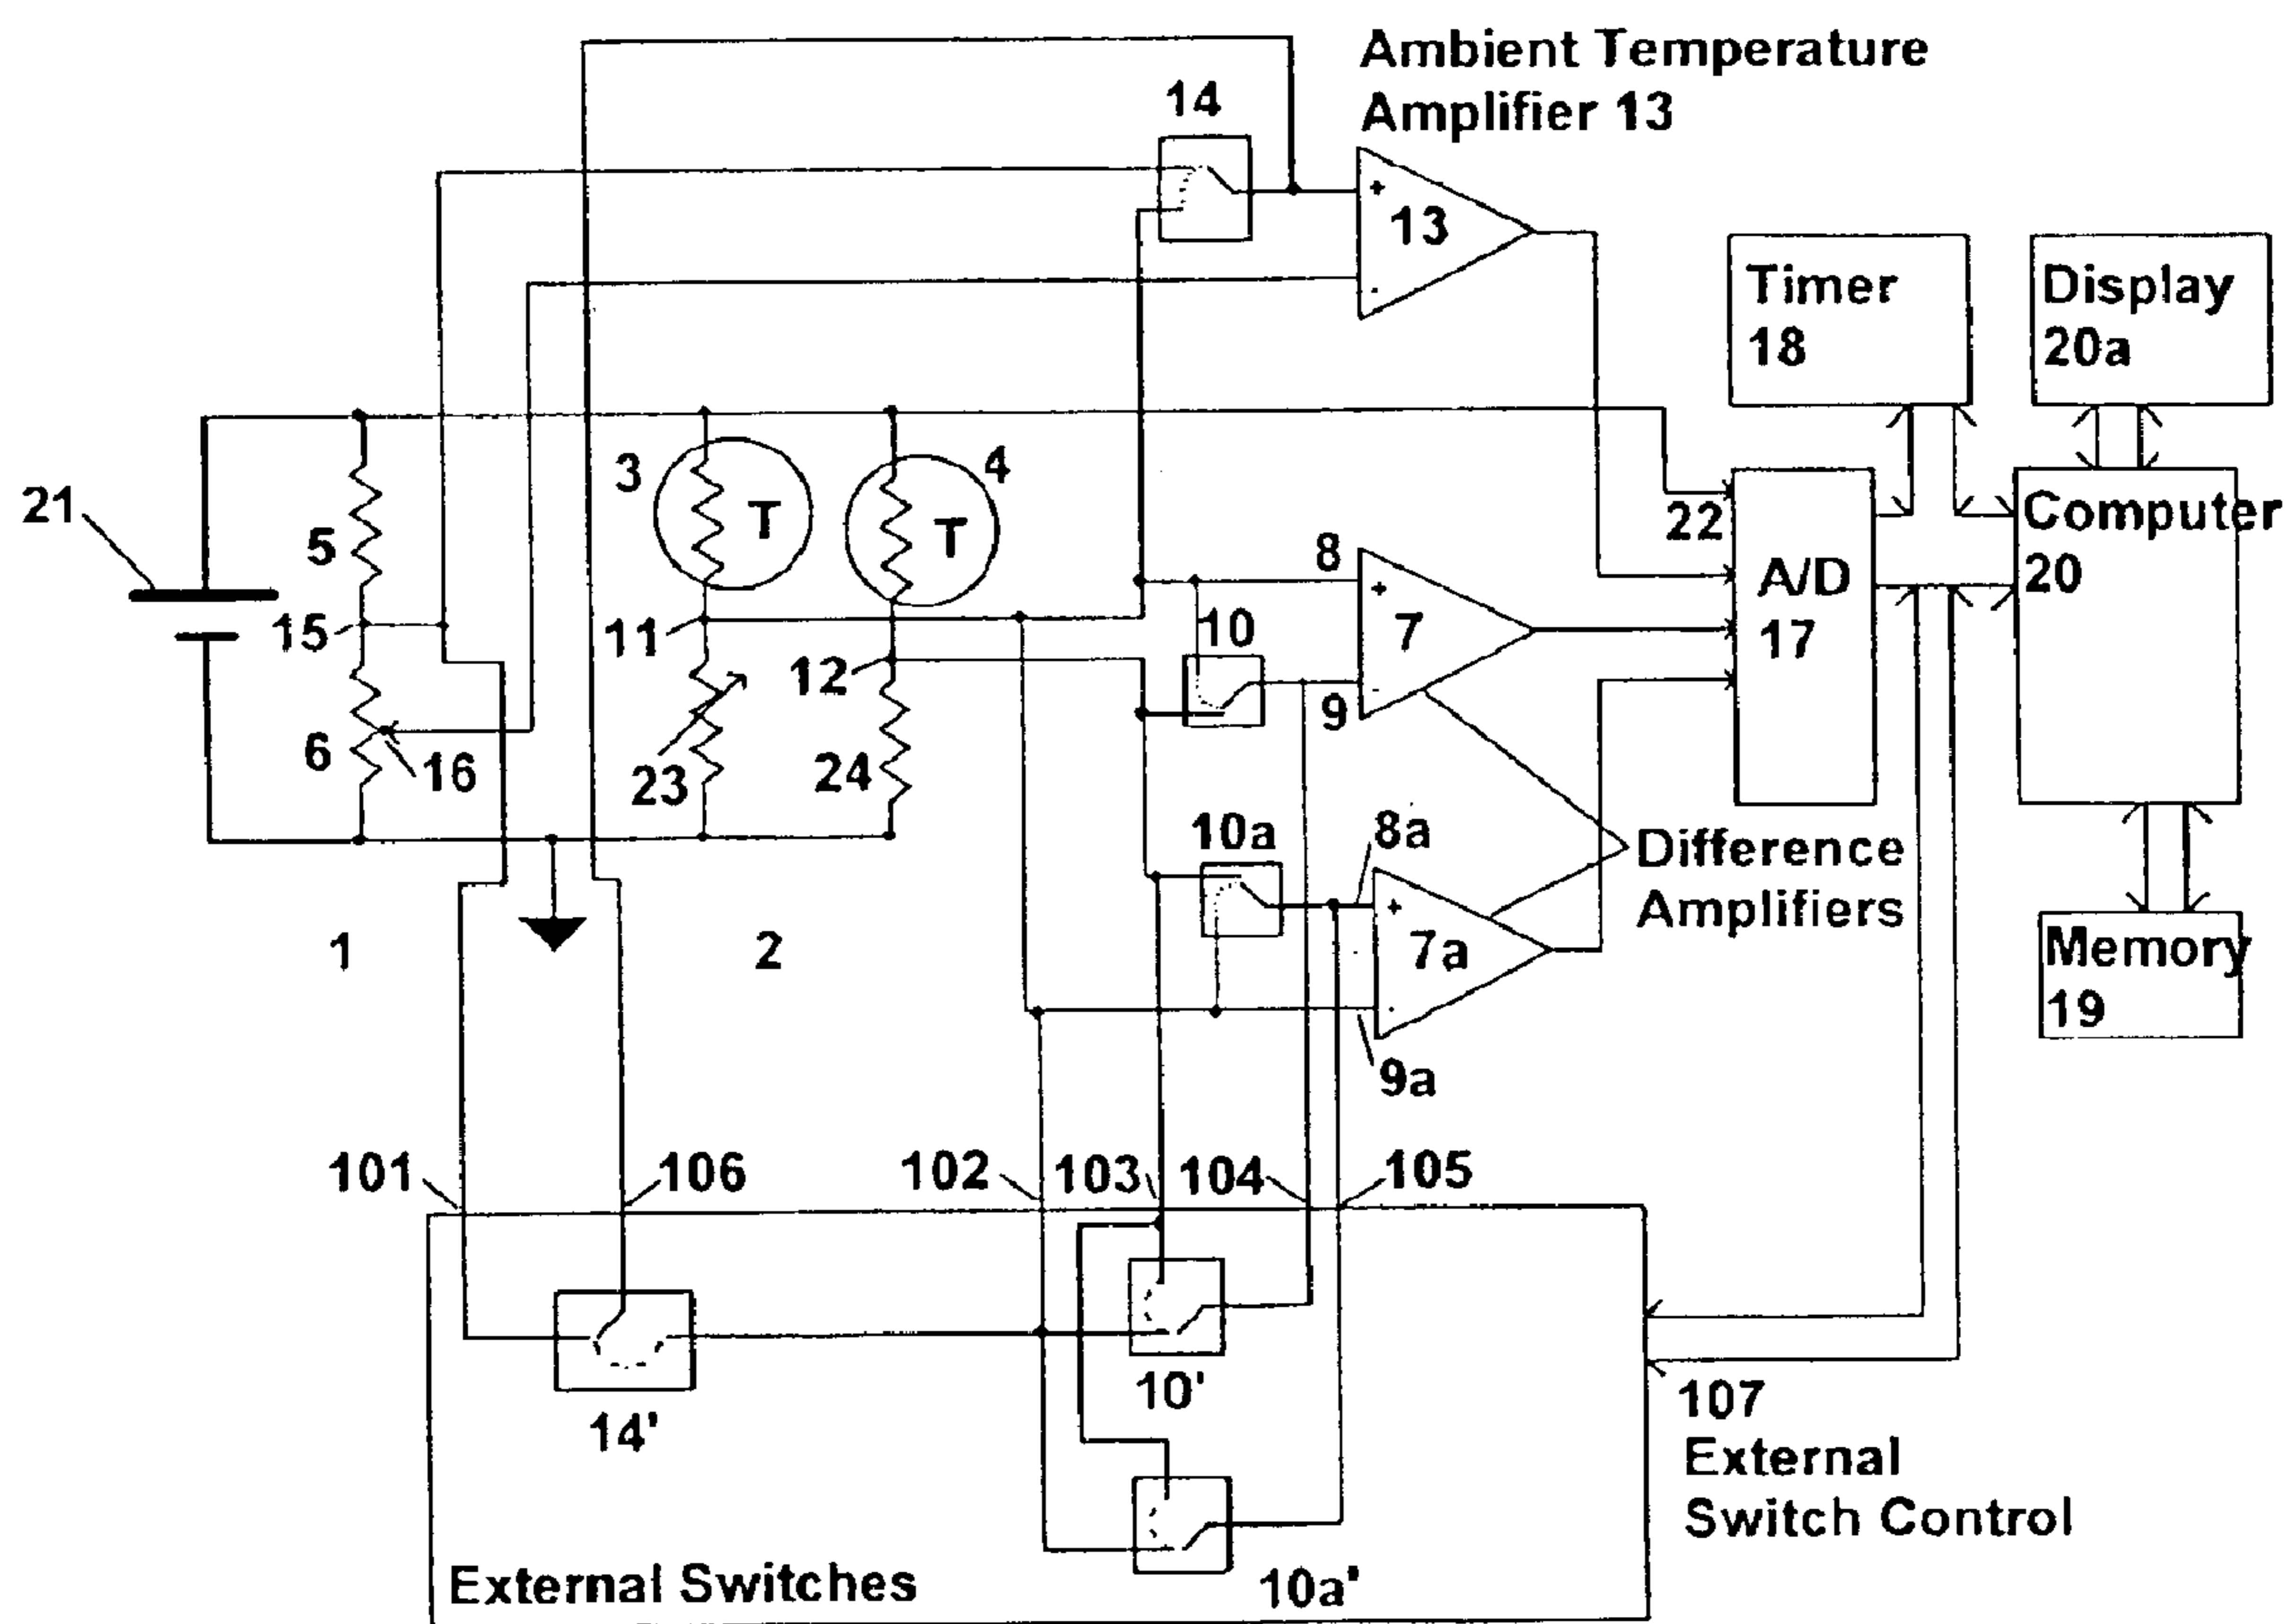 Ambient Temperature
Amplifier 13
14
+
13
-
Timer
18
Display
20a
21
3
T
4
T
5
22
A/D
17
Computer
20
8
+
7
-
9
10
15
11
12
6
16
23
24
10a
8a
Difference
Amplifiers
+
7a
-
9a
1
2
Memory
19
101
106
102
103
104
105
14'
10'
107
External
Switch Control
External Switches
10a'